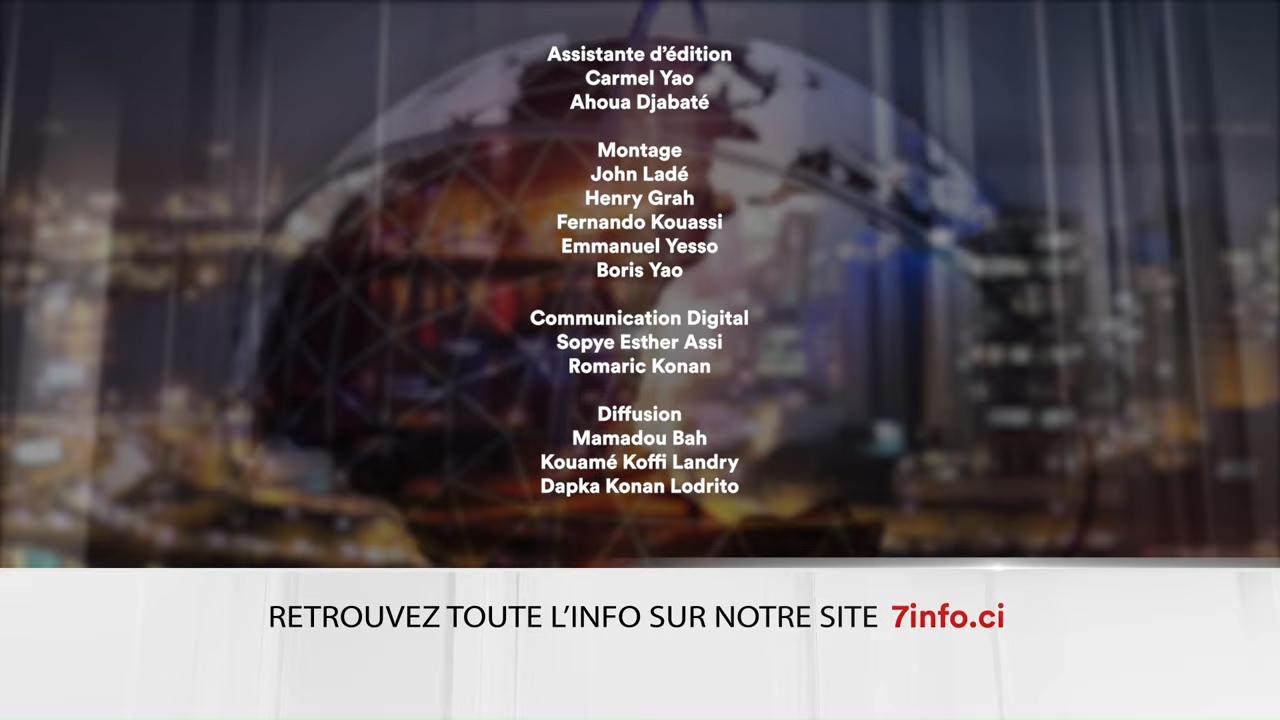 Assistante d'édition
Carmel Yao
Ahoua Djabaté
Montage
John Ladé
Henry Grah
Fernando Kouassi
Emmanuel Yesso
Boris Yao
Communication Digital
Sopye Esther Assi
Romaric Konan
Diffusion
Mamadou Bah
Kouamé Koffi Landry
Dapka Konan Lodrito
RETROUVEZ TOUTE L'INFO SUR NOTRE SITE 7info.ci